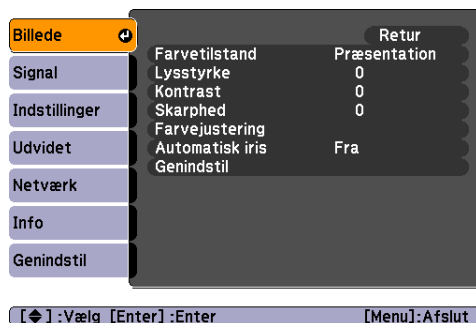 Billede
Signal
Indstillinger
Udvidet
Netværk
Info
Genindstil
Retur
Farvetilstand Præsentation
Lysstyrke 0
Kontrast 0
Skarphed 0
Farvejustering
Automatisk iris Fra
Genindstil
[◆] :Vælg [Enter] :Enter [Menu]:Afslut